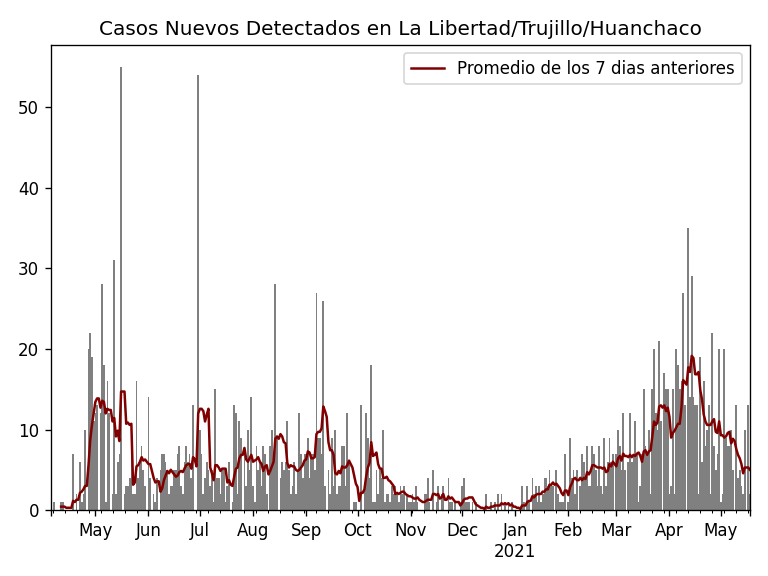 Casos Nuevos Detectados en La Libertad/Trujillo/Huanchaco
Promedio de los 7 dias anteriores
50
40
30
20
10
0
May Jun Jul Aug Sep Oct Nov Dec Jan Feb Mar Apr May
2021